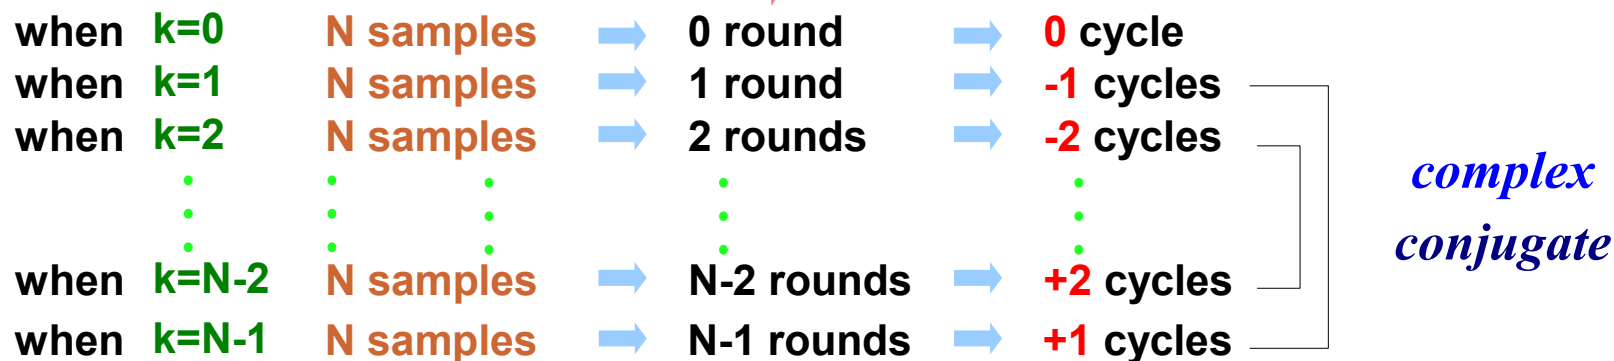 when k=0 N samples 0 round 0 cycle
when k=1 N samples 1 round -1 cycles
when k=2 N samples 2 rounds -2 cycles
complex
conjugate
when k=N-2 N samples N-2 rounds +2 cycles
when k=N-1 N samples N-1 rounds +1 cycles